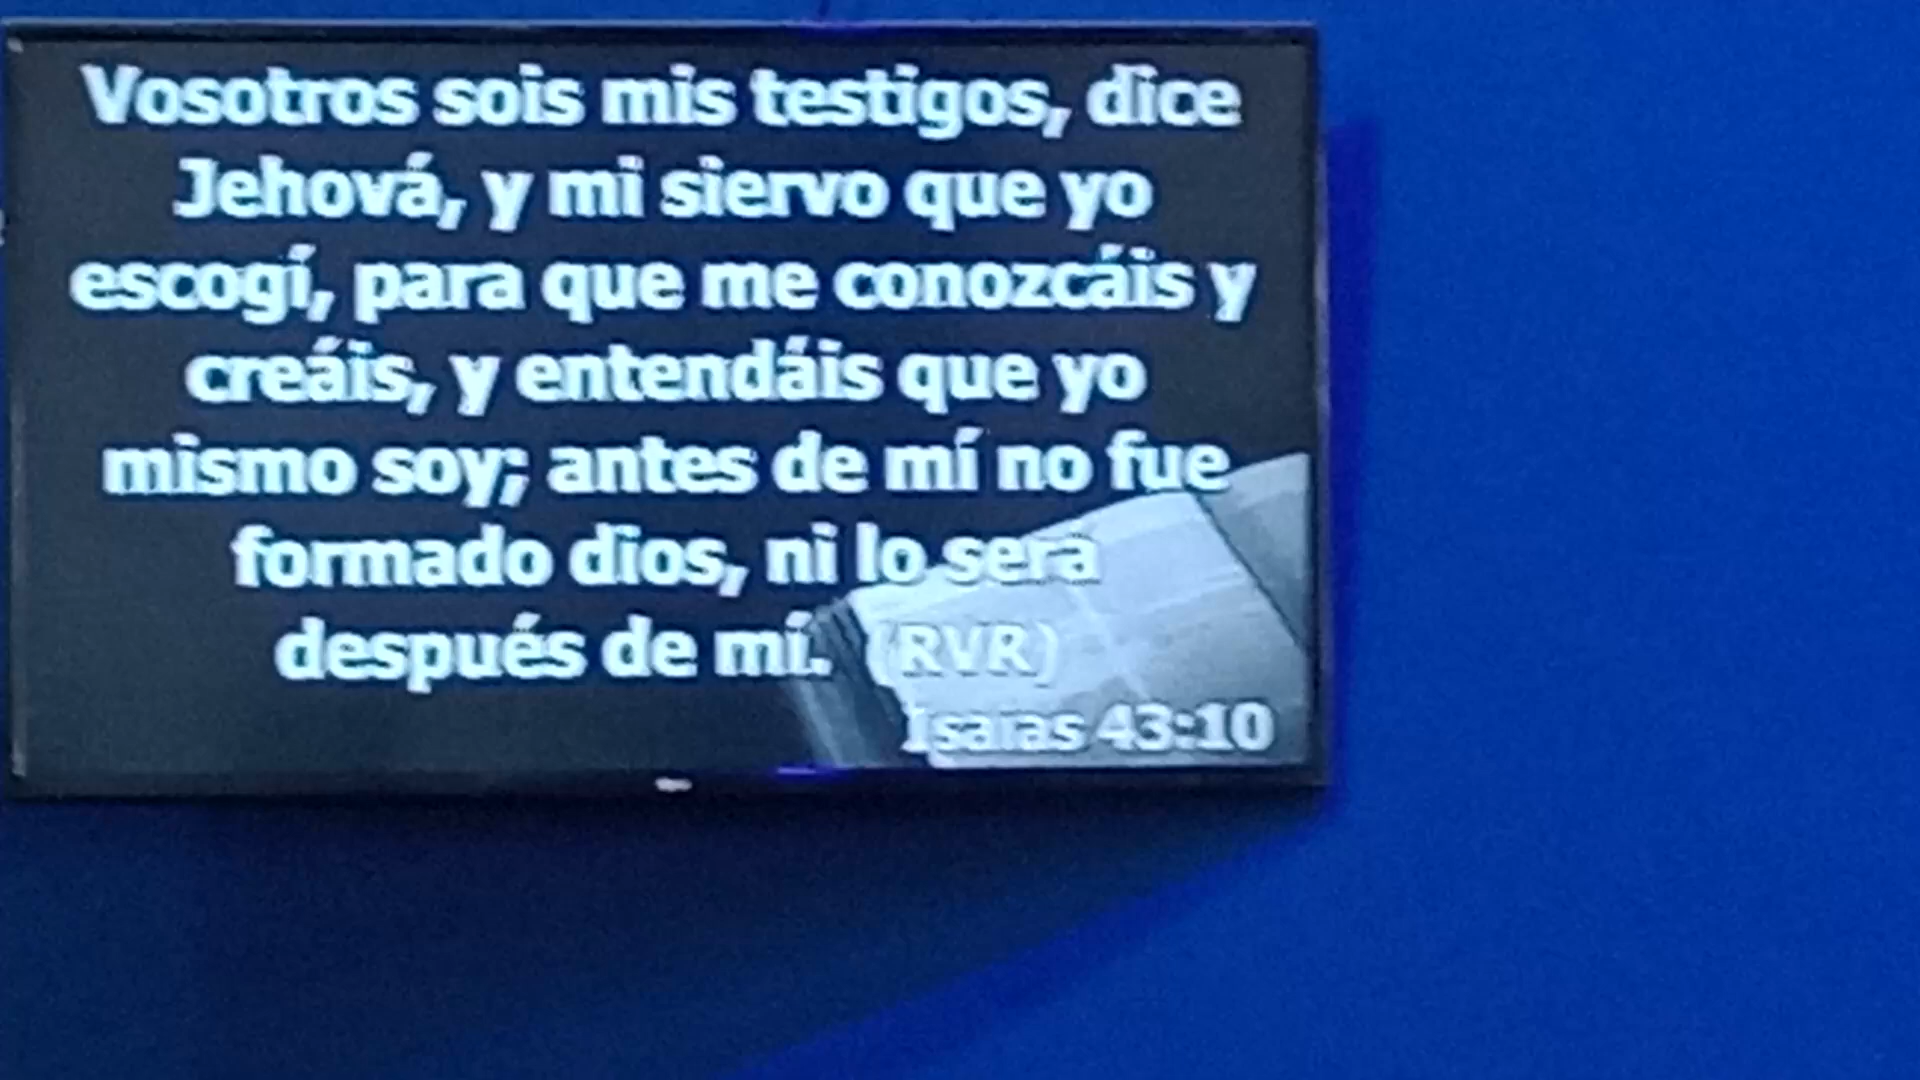 Vosotros sois mis testigos, dice
Jehová, y mi siervo que yo
escogí, para que me conozcáis y
creáis, y entendáis que yo
mismo soy; antes de mí no fue
formado dios, ni lo será
después de mí. (RVR)
Isaías 43:10